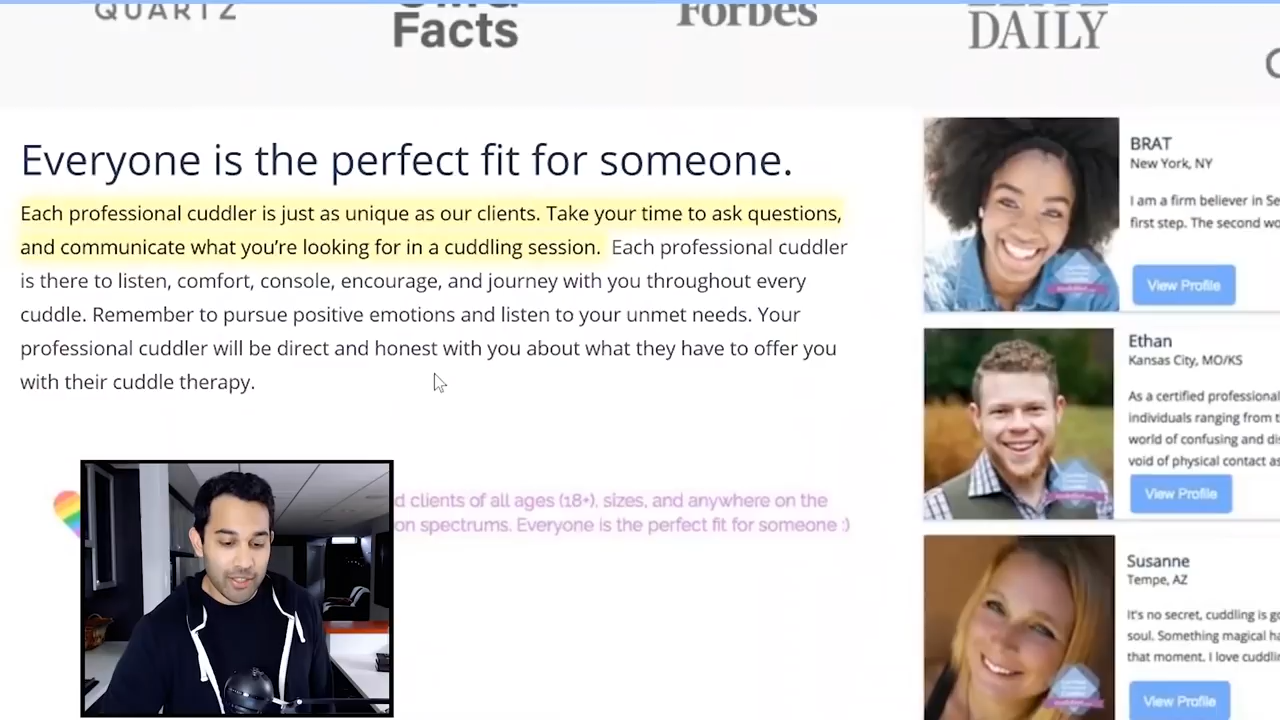 QUARTZ
Facts
Forbes
DAILY
Everyone is the perfect fit for someone.
Each professional cuddler is just as unique as our clients. Take your time to ask questions,
and communicate what you're looking for in a cuddling session. Each professional cuddler
is there to listen, comfort, console, encourage, and journey with you throughout every
cuddle. Remember to pursue positive emotions and listen to your unmet needs. Your
professional cuddler will be direct and honest with you about what they have to offer you
with their cuddle therapy.
d clients of all ages (18+), sizes, and anywhere on the
on spectrums. Everyone is the perfect fit for someone :)
BRAT
New York, NY
I am a firm believer in Se
first step. The second wo
View Profile
Ethan
Kansas City, MO/KS
As a certified professional
individuals ranging from t
world of confusing and dis
void of physical contact as
View Profile
Susanne
Tempe, AZ
It's no secret, cuddling is go
soul. Something magical ha
that moment. I love cuddlin
View Profile